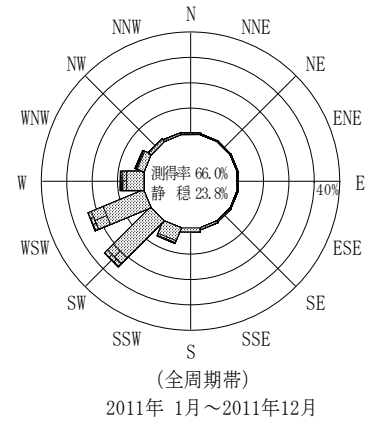 N
NNW NNE
NW NE
WNW ENE
測得率 66.0%
W 静 穏 23.8% 40% E
WSW ESE
SW SE
SSW SSE
S
(全周期帯)
2011年 1月～2011年12月